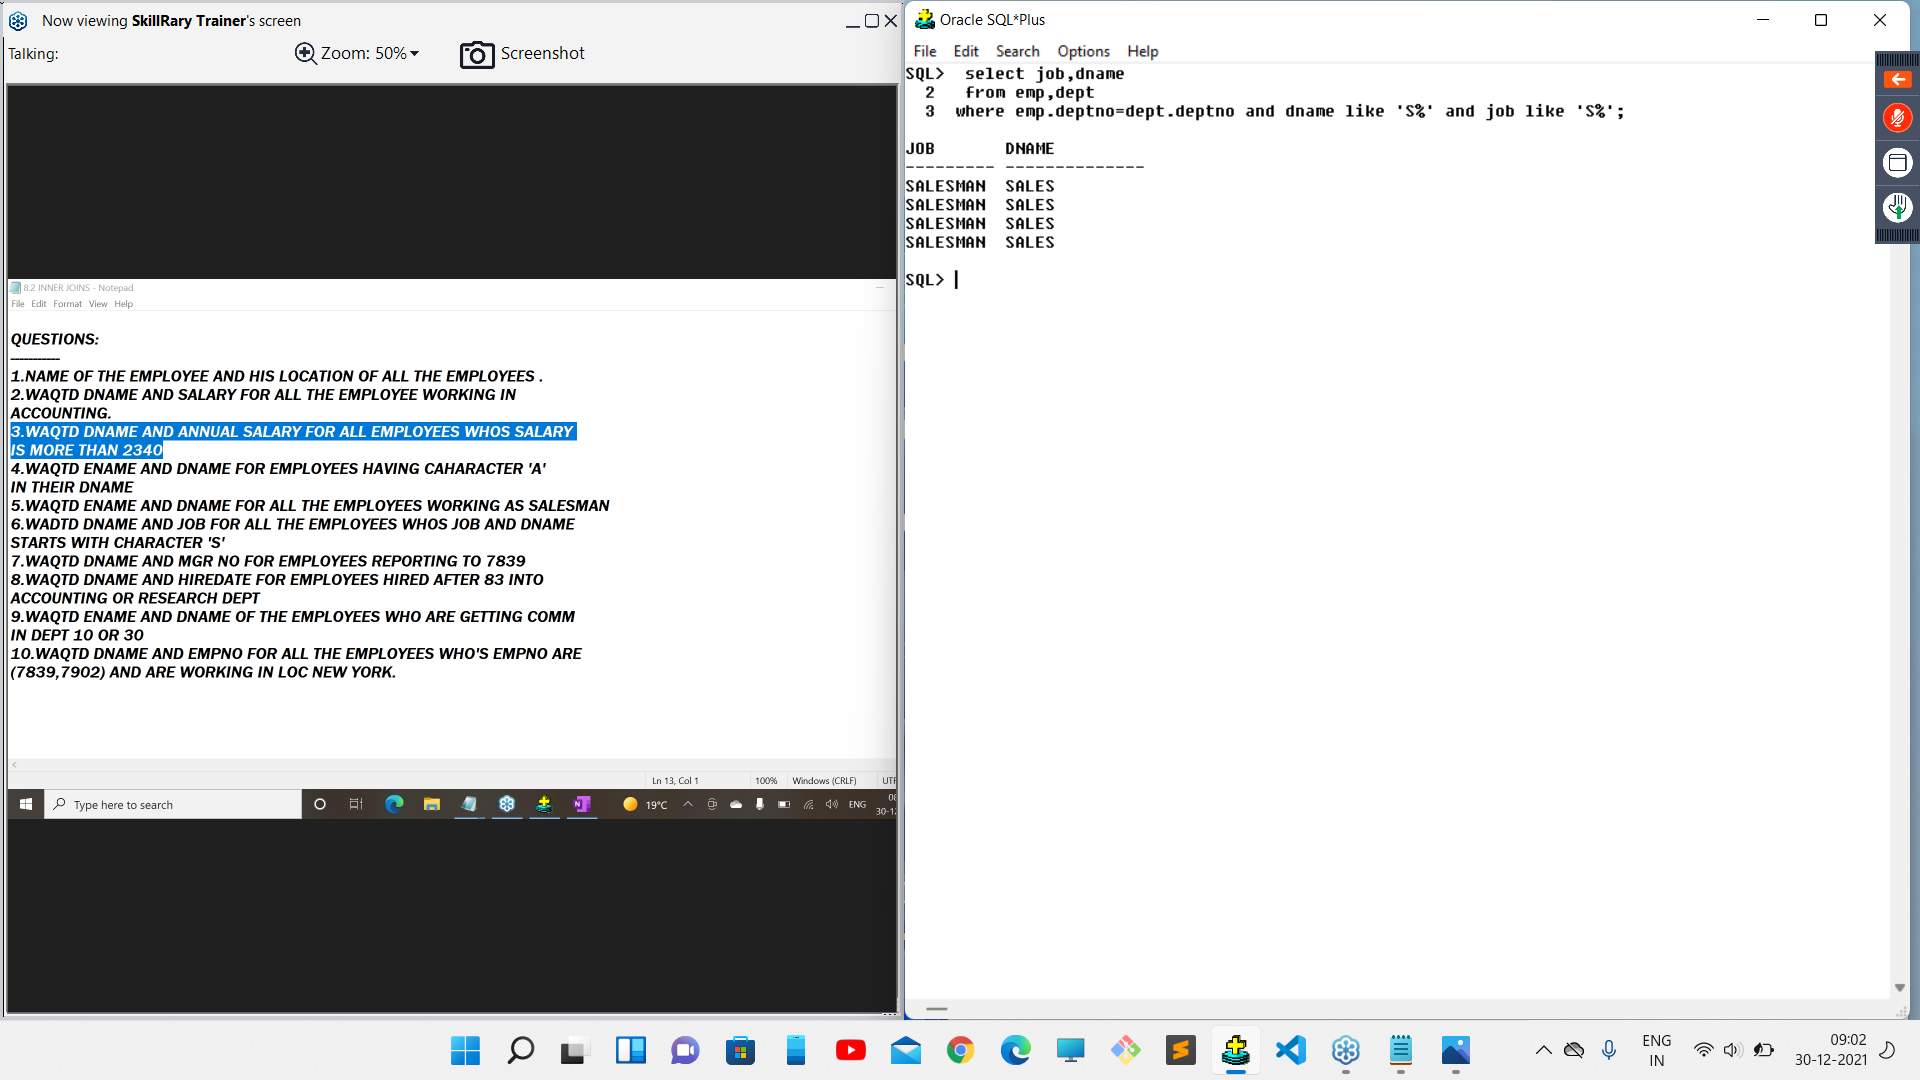 Now viewing SkillRary Trainer's screen
Talking:
Zoom: 50%
Screenshot
8.2 INNER JOINS - Notepad
File Edit Format View Help
QUESTIONS:
-----------
1.NAME OF THE EMPLOYEE AND HIS LOCATION OF ALL THE EMPLOYEES .
2.WAQTD DNAME AND SALARY FOR ALL THE EMPLOYEE WORKING IN
ACCOUNTING.
3.WAQTD DNAME AND ANNUAL SALARY FOR ALL EMPLOYEES WHOS SALARY
IS MORE THAN 2340
4.WAQTD ENAME AND DNAME FOR EMPLOYEES HAVING CAHARACTER 'A'
IN THEIR DNAME
5.WAQTD ENAME AND DNAME FOR ALL THE EMPLOYEES WORKING AS SALESMAN
6.WADTD DNAME AND JOB FOR ALL THE EMPLOYEES WHOS JOB AND DNAME
STARTS WITH CHARACTER 'S'
7.WAQTD DNAME AND MGR NO FOR EMPLOYEES REPORTING TO 7839
8.WAQTD DNAME AND HIREDATE FOR EMPLOYEES HIRED AFTER 83 INTO
ACCOUNTING OR RESEARCH DEPT
9.WAQTD ENAME AND DNAME OF THE EMPLOYEES WHO ARE GETTING COMM
IN DEPT 10 OR 30
10.WAQTD DNAME AND EMPNO FOR ALL THE EMPLOYEES WHO'S EMPNO ARE
(7839,7902) AND ARE WORKING IN LOC NEW YORK.
Ln 13, Col 1
100%
Windows (CRLF)
Type here to search
19°C
ENG
Oracle SQL*Plus
File Edit Search Options Help
SQL>  select job,dname
  2   from emp,dept
  3  where emp.deptno=dept.deptno and dname like 'S%' and job like 'S%';
JOB       DNAME
--------- --------------
SALESMAN  SALES
SALESMAN  SALES
SALESMAN  SALES
SALESMAN  SALES
SQL>
ENG
IN
09:02
30-12-2021